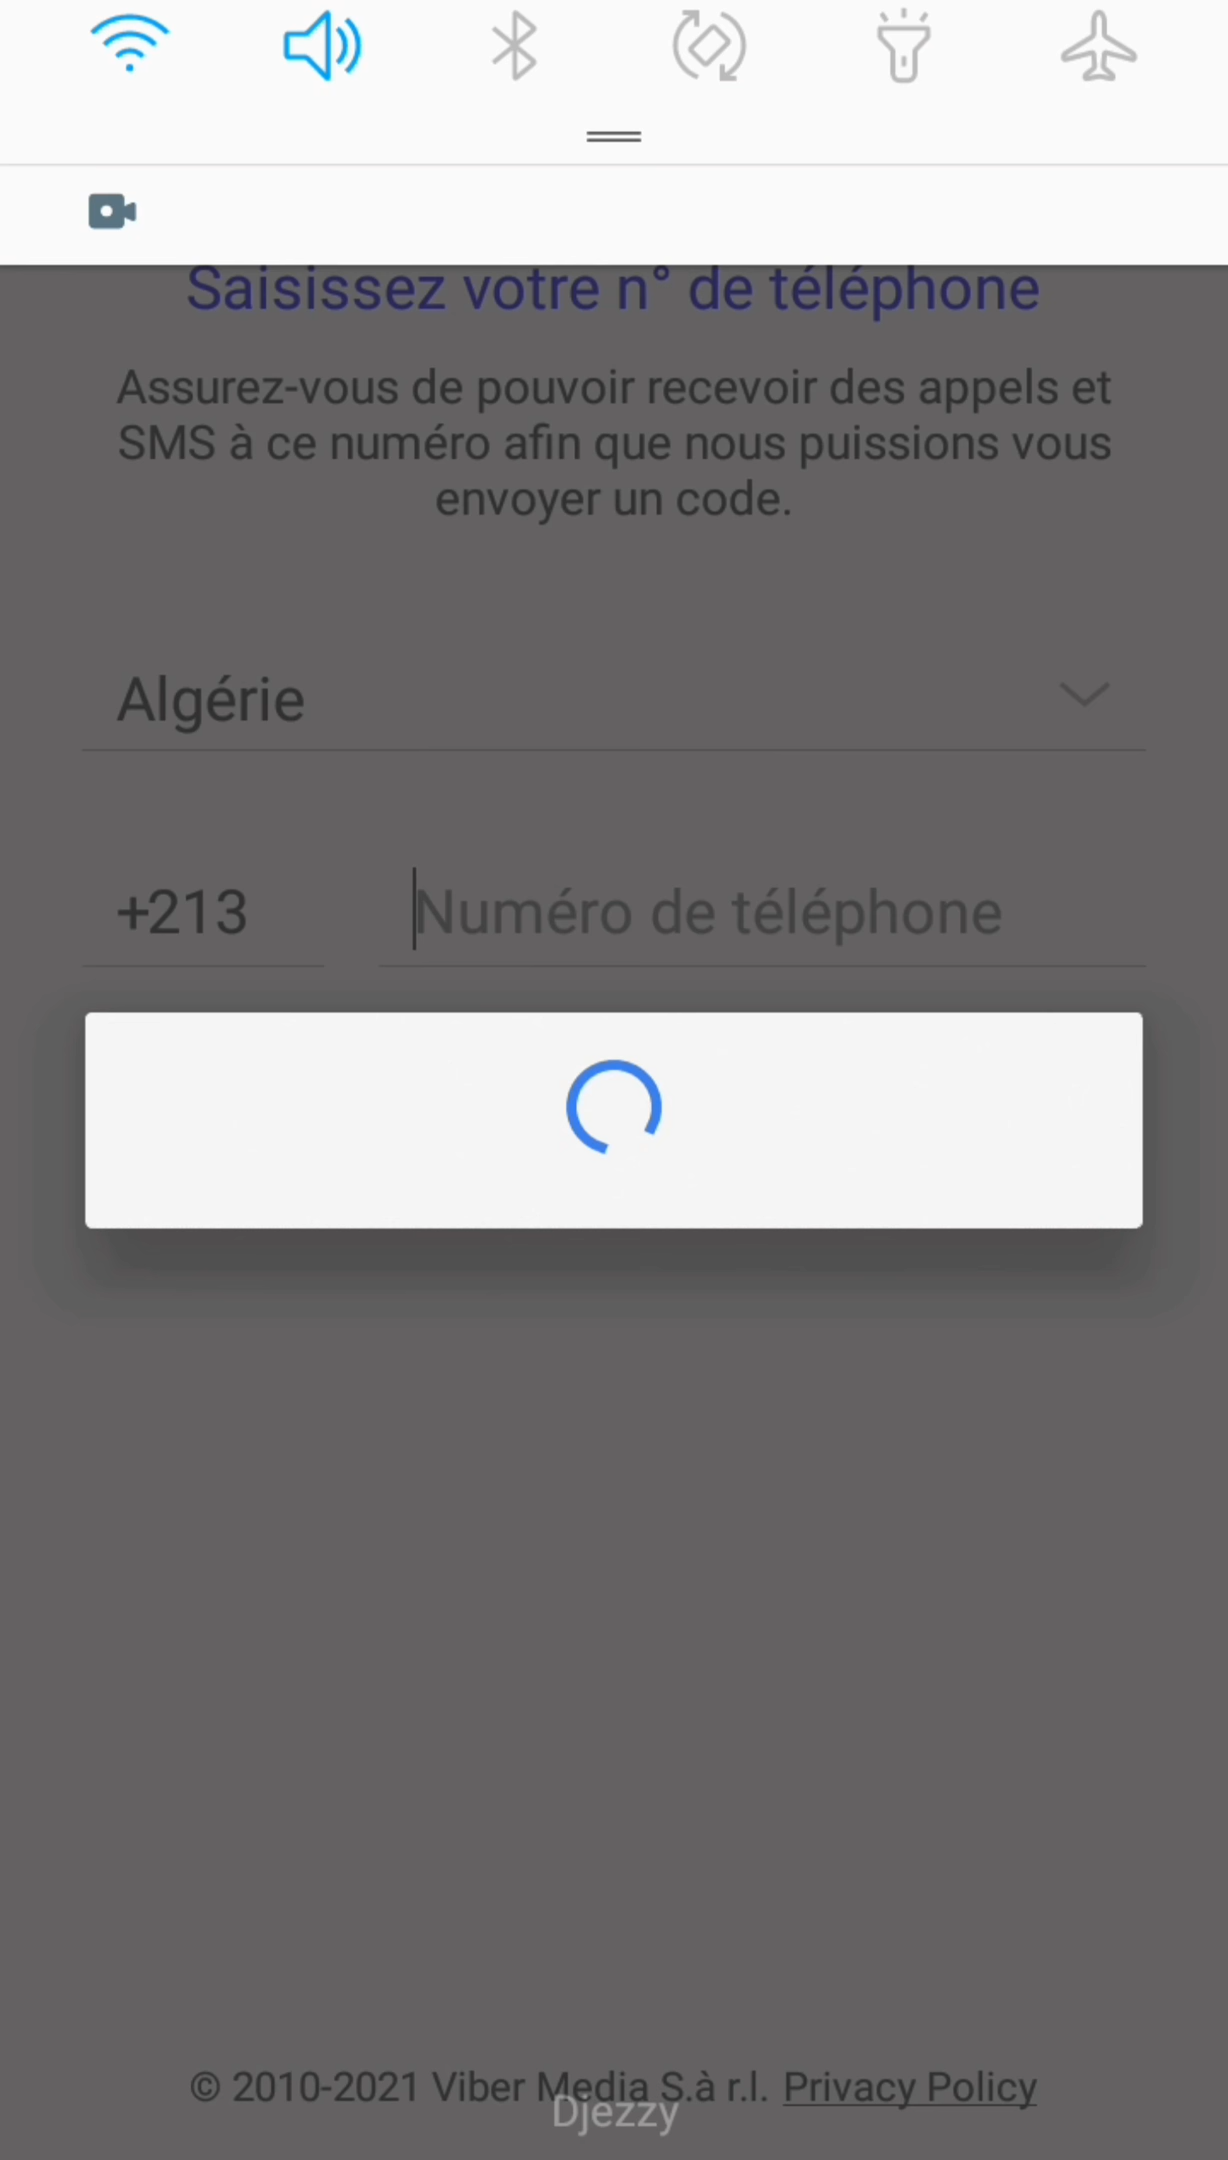 Saisissez votre n° de téléphone
Assurez-vous de pouvoir recevoir des appels et
SMS à ce numéro afin que nous puissions vous
envoyer un code.
Algérie
+213 Numéro de téléphone
© 2010-2021 Viber Media S.à r.l. Privacy Policy
Djezzy